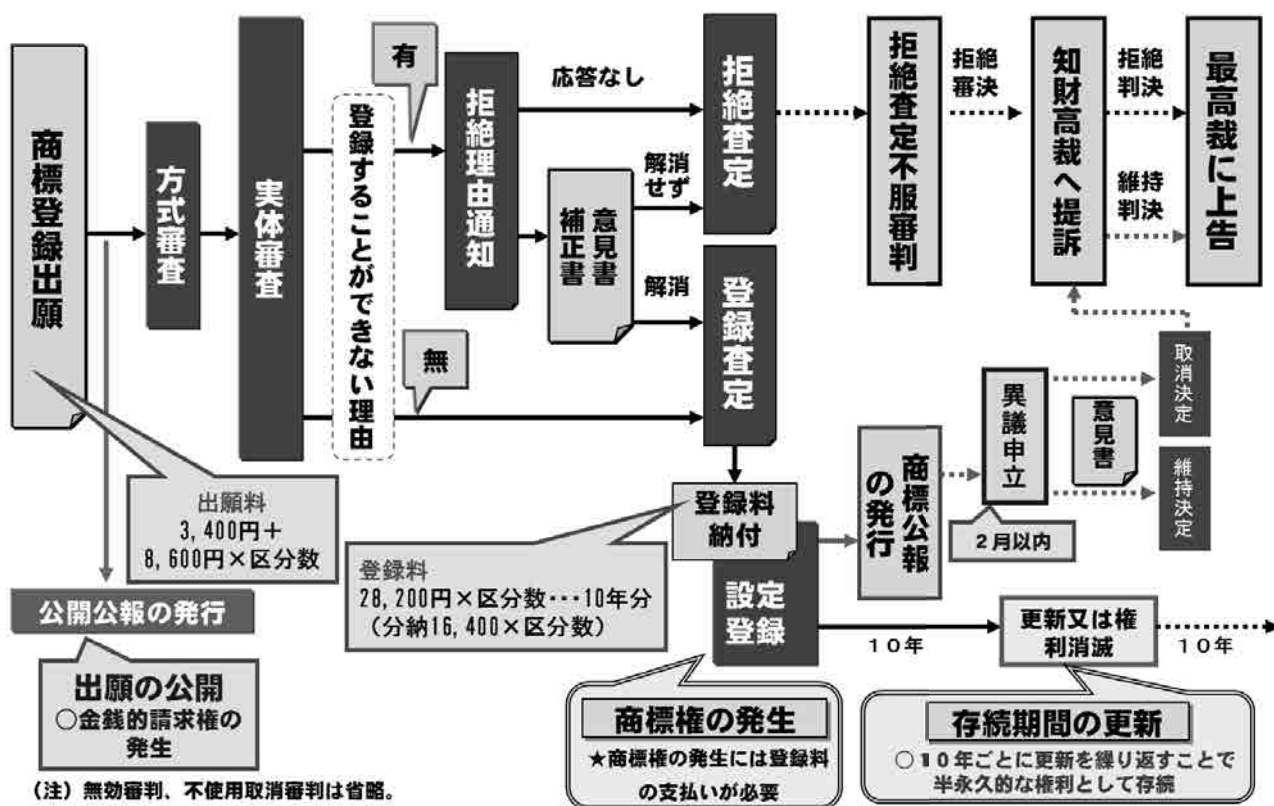 商標登録出願
方式審査
実体審査
登録することができない理由
有
無
拒絶理由通知
応答なし
意見書
補正書
解消
せず
解消
拒絶査定
登録査定
拒絶査定不服審判
拒絶
審決
知財高裁へ提訴
拒絶
判決
維持
判決
最高裁に上告
出願料
3,400円＋
8,600円×区分数
公開公報の発行
出願の公開
○金銭的請求権の
発生
登録料
28,200円×区分数･･･10年分
（分納16,400×区分数）
登録料
納付
設定
登録
商標公報
の発行
異議申立
2月以内
意見書
取消決定
維持決定
10年
更新又は権
利消滅
10年
商標権の発生
★商標権の発生には登録料
の支払いが必要
存続期間の更新
○10年ごとに更新を繰り返すことで
半永久的な権利として存続
（注）無効審判、不使用取消審判は省略。